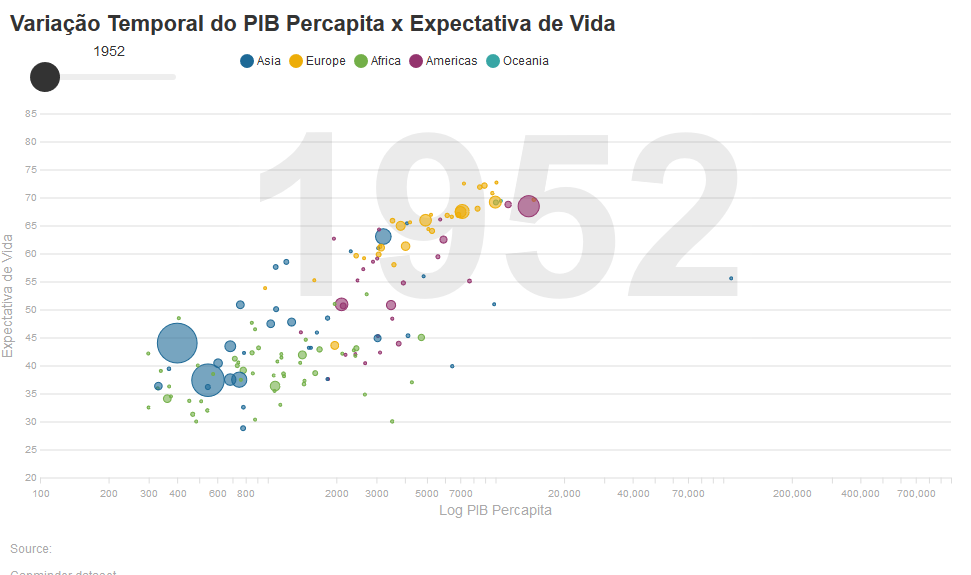 Variação Temporal do PIB Percapita x Expectativa de Vida
1952
Asia Europe Africa Americas Oceania
1952
85
80
75
70
65
60
55
50
45
40
35
30
25
20
Expectativa de Vida
100 200 300 400 600 800 2000 3000 5000 7000 20,000 40,000 70,000 200,000 400,000 700,000
Log PIB Percapita
Source: